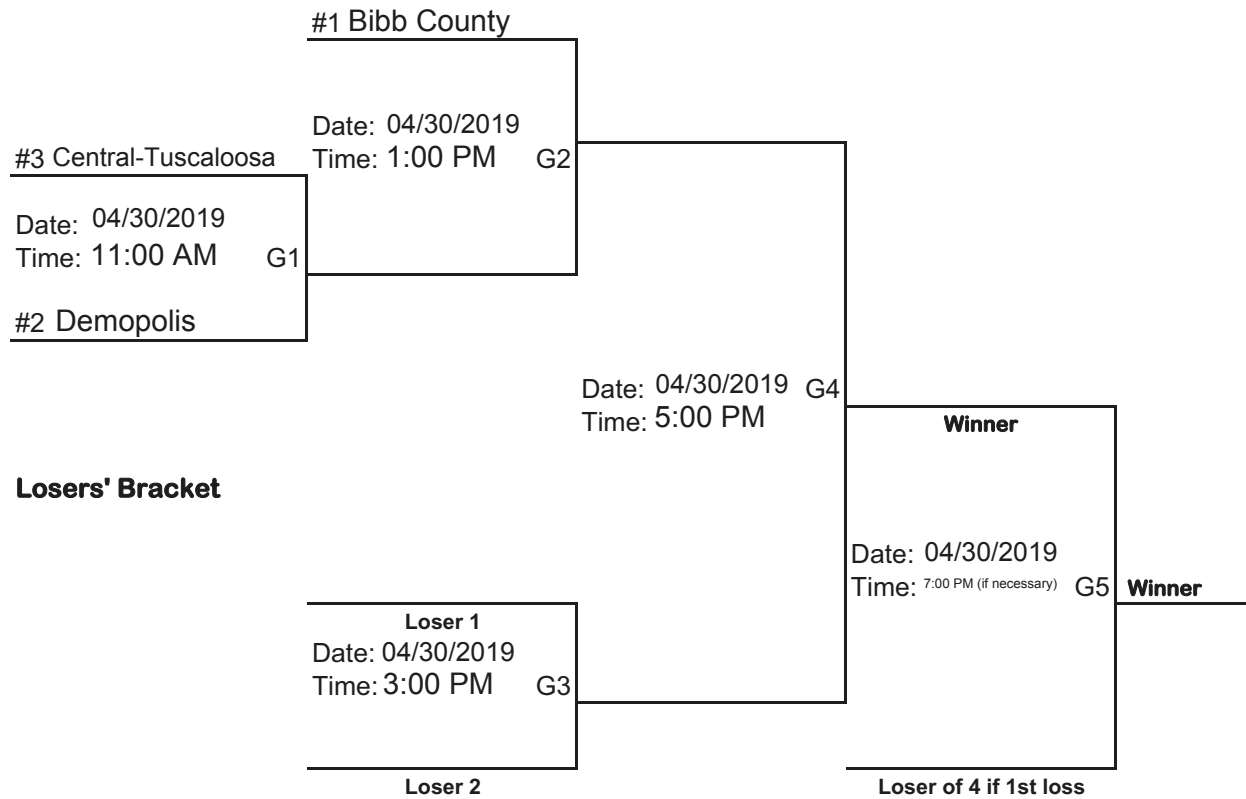 #1 Bibb County
Date: 04/30/2019
Time: 1:00 PM G2
#3 Central-Tuscaloosa
Date: 04/30/2019
Time: 11:00 AM G1
#2 Demopolis
Date: 04/30/2019 G4
Time: 5:00 PM
Winner
Losers' Bracket
Date: 04/30/2019
Time: 7:00 PM (if necessary) G5 Winner
Loser 1
Date: 04/30/2019
Time: 3:00 PM G3
Loser 2
Loser of 4 if 1st loss